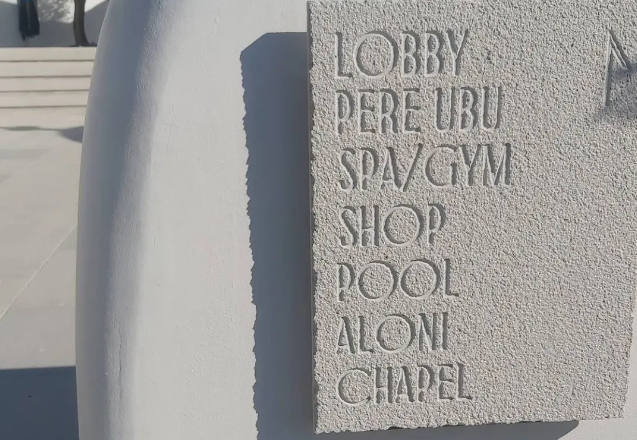 LOBBY
PERE UBU
SPA/GYM
SHOP
POOL
ALONI
CHAPEL